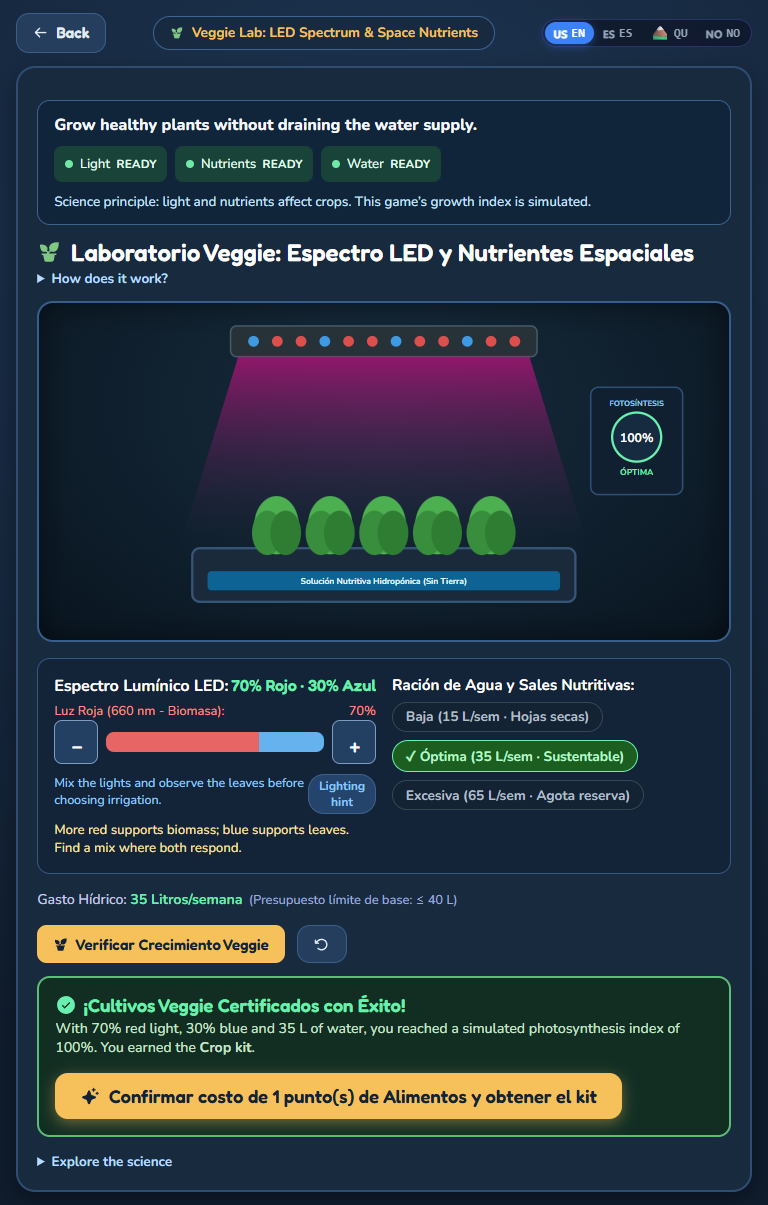 Back
Veggie Lab: LED Spectrum & Space Nutrients
US EN
ES ES
QU
NO NO
Grow healthy plants without draining the water supply.
Light READY
Nutrients READY
Water READY
Science principle: light and nutrients affect crops. This game's growth index is simulated.
Laboratorio Veggie: Espectro LED y Nutrientes Espaciales
How does it work?
FOTOSÍNTESIS
100%
ÓPTIMA
Solución Nutritiva Hidropónica (Sin Tierra)
Espectro Lumínico LED: 70% Rojo · 30% Azul
Luz Roja (660 nm - Biomasa): 70%
−
+
Mix the lights and observe the leaves before
choosing irrigation.
Lighting
hint
More red supports biomass; blue supports leaves.
Find a mix where both respond.
Ración de Agua y Sales Nutritivas:
Baja (15 L/sem · Hojas secas)
✓ Óptima (35 L/sem · Sustentable)
Excesiva (65 L/sem · Agota reserva)
Gasto Hídrico: 35 Litros/semana (Presupuesto límite de base: ≤ 40 L)
Verificar Crecimiento Veggie
¡Cultivos Veggie Certificados con Éxito!
With 70% red light, 30% blue and 35 L of water, you reached a simulated photosynthesis index of
100%. You earned the Crop kit.
Confirmar costo de 1 punto(s) de Alimentos y obtener el kit
Explore the science